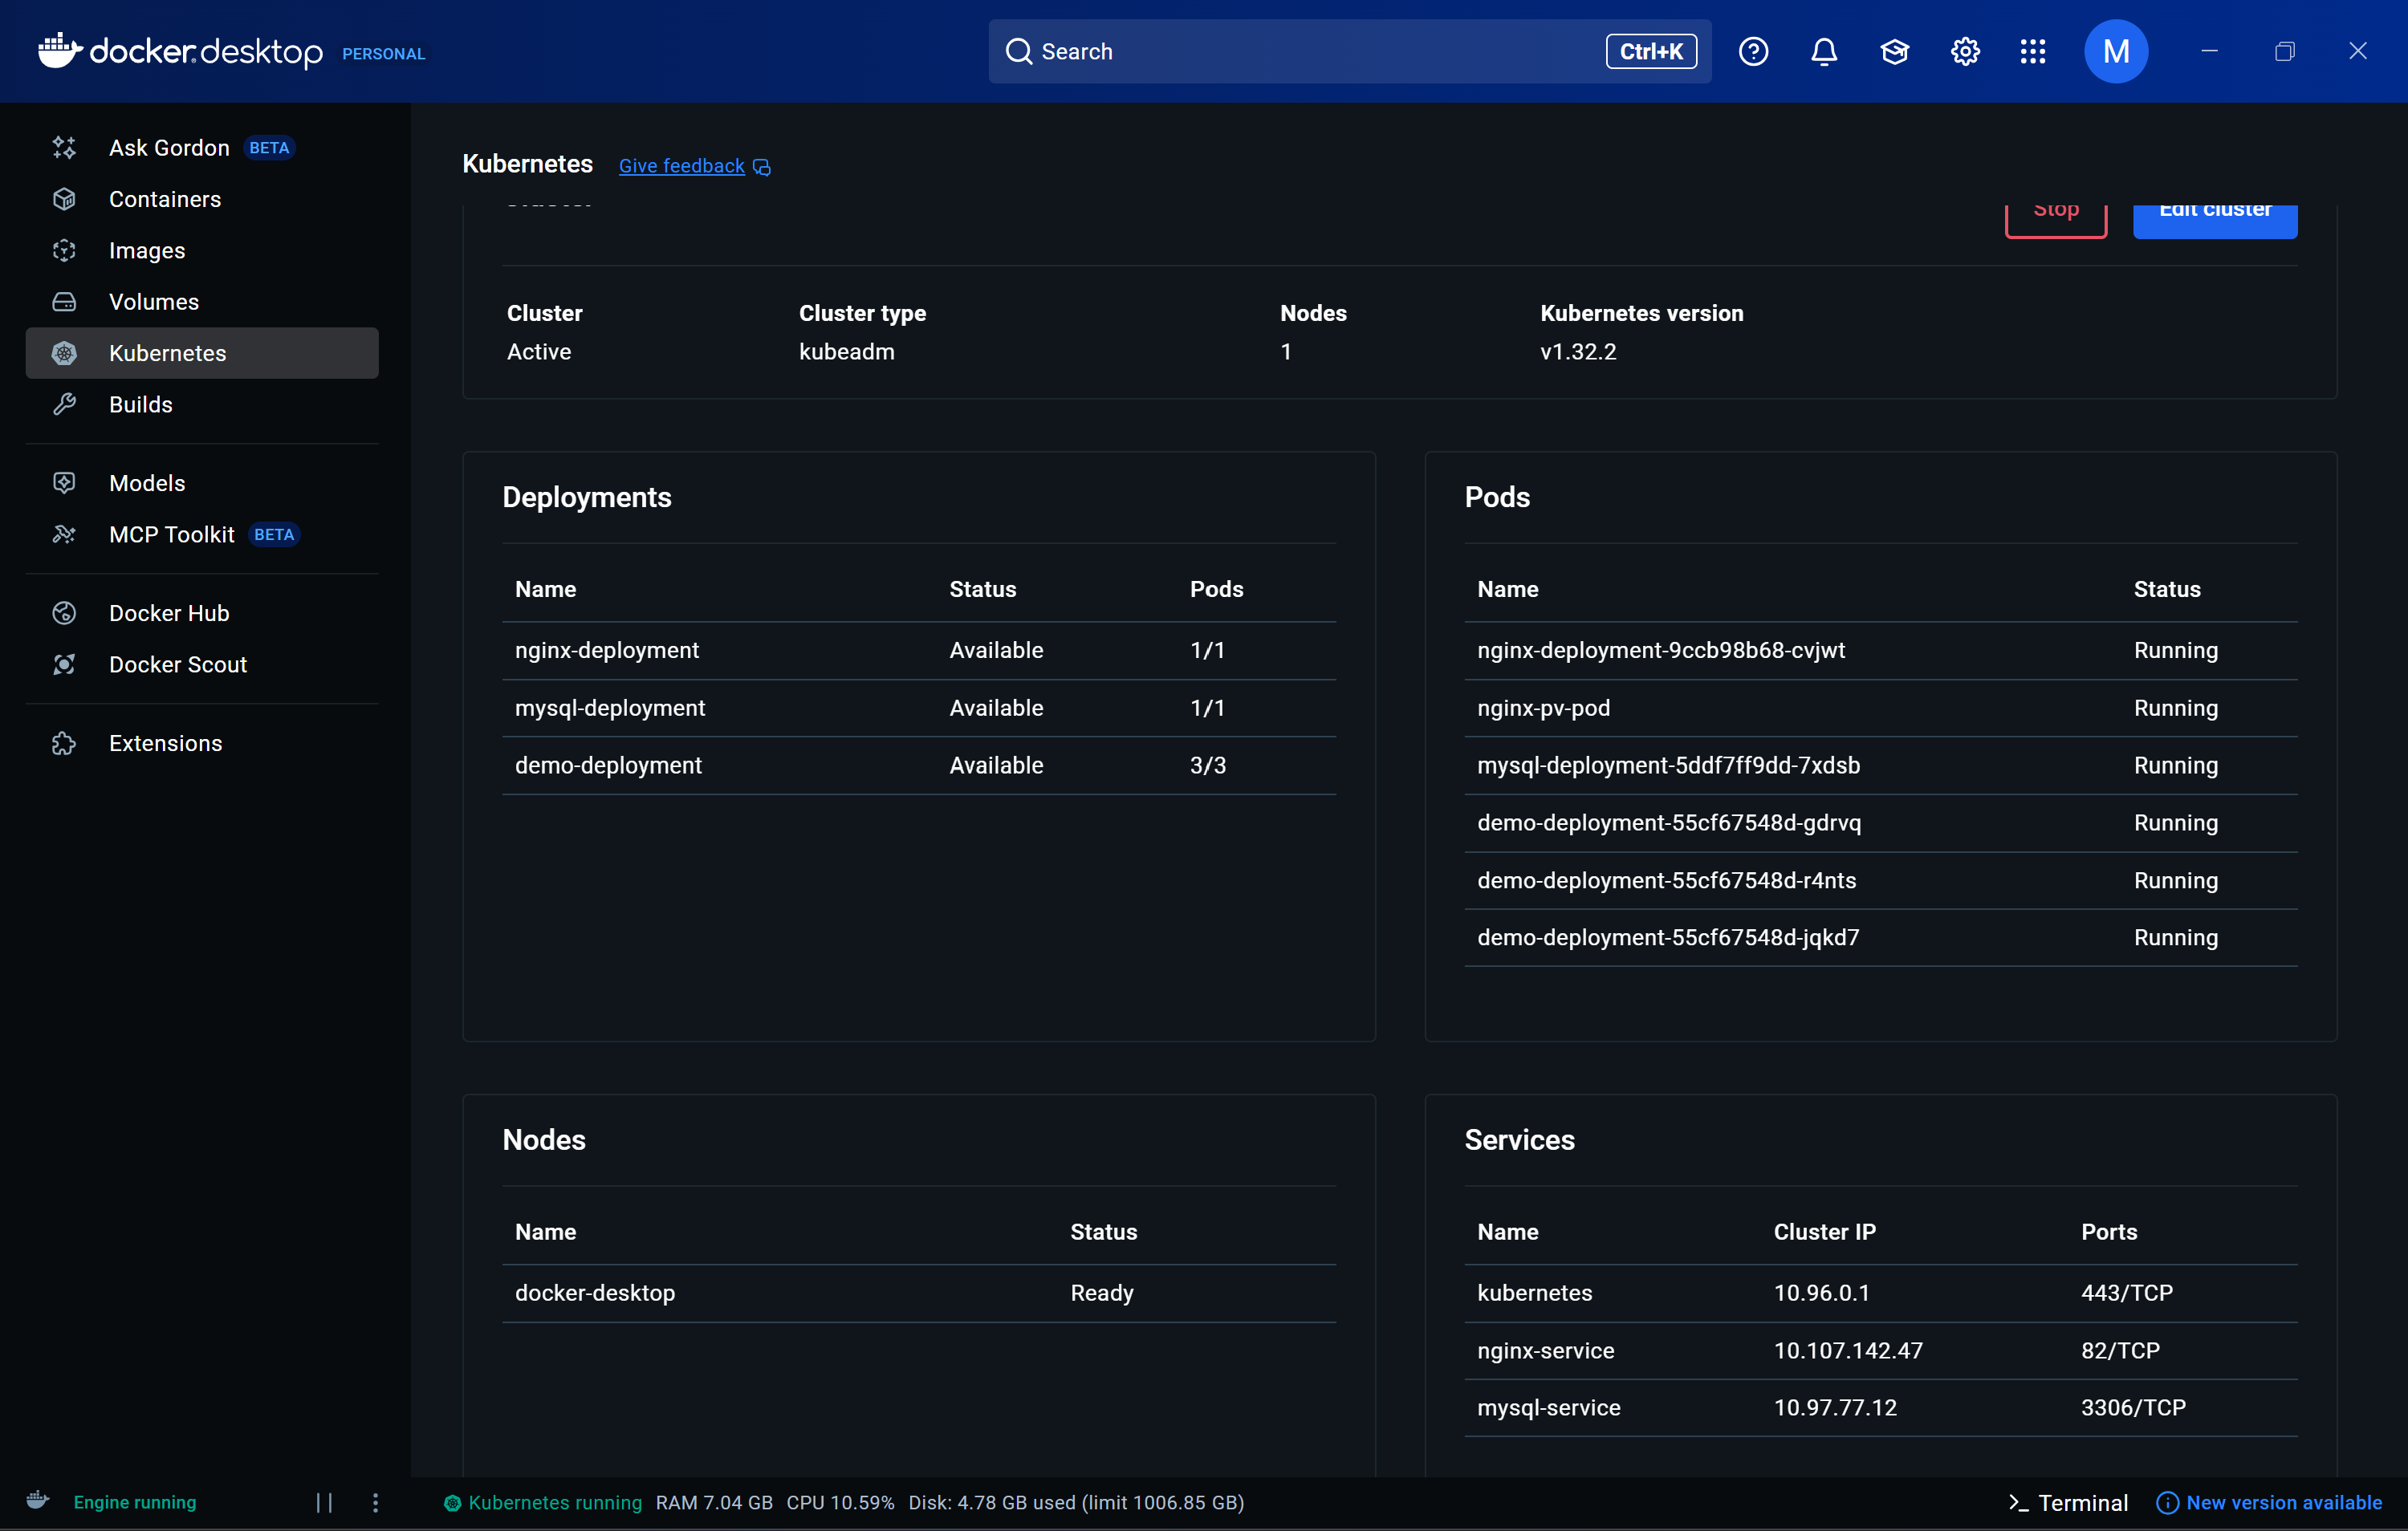 docker.desktop PERSONAL
Search Ctrl+K M
Ask Gordon BETA
Containers
Images
Volumes
Kubernetes
Builds
Models
MCP Toolkit BETA
Docker Hub
Docker Scout
Extensions
Kubernetes Give feedback
Stop Edit cluster
Cluster Cluster type Nodes Kubernetes version
Active kubeadm 1 v1.32.2
Deployments
Name Status Pods
nginx-deployment Available 1/1
mysql-deployment Available 1/1
demo-deployment Available 3/3
Pods
Name Status
nginx-deployment-9ccb98b68-cvjwt Running
nginx-pv-pod Running
mysql-deployment-5ddf7ff9dd-7xdsb Running
demo-deployment-55cf67548d-gdrvq Running
demo-deployment-55cf67548d-r4nts Running
demo-deployment-55cf67548d-jqkd7 Running
Nodes
Name Status
docker-desktop Ready
Services
Name Cluster IP Ports
kubernetes 10.96.0.1 443/TCP
nginx-service 10.107.142.47 82/TCP
mysql-service 10.97.77.12 3306/TCP
Engine running Kubernetes running RAM 7.04 GB CPU 10.59% Disk: 4.78 GB used (limit 1006.85 GB) Terminal New version available